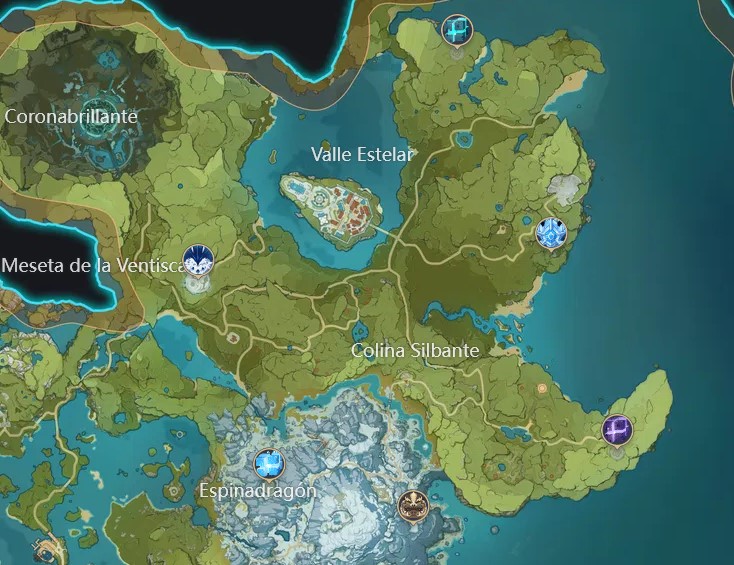 Coronabrillante
Valle Estelar
Meseta de la Ventisca
Colina Silbante
Espinadragón